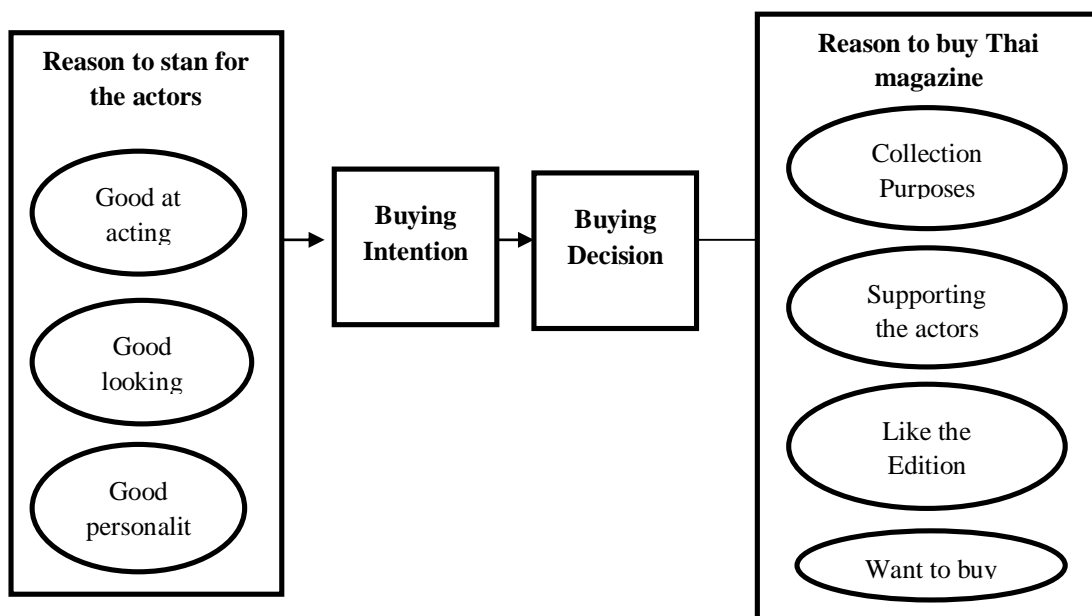 Reason to stan for
the actors
Good at
acting
Good
looking
Good
personalit
Buying
Intention
Buying
Decision
Reason to buy Thai
magazine
Collection
Purposes
Supporting
the actors
Like the
Edition
Want to buy